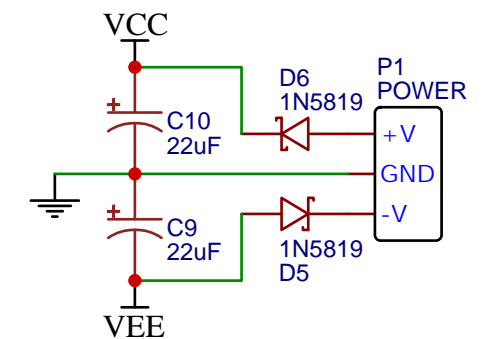 VCC
D6
1N5819
P1
POWER
+
C10
22uF
+V
GND
-V
+
C9
22uF
1N5819
D5
VEE